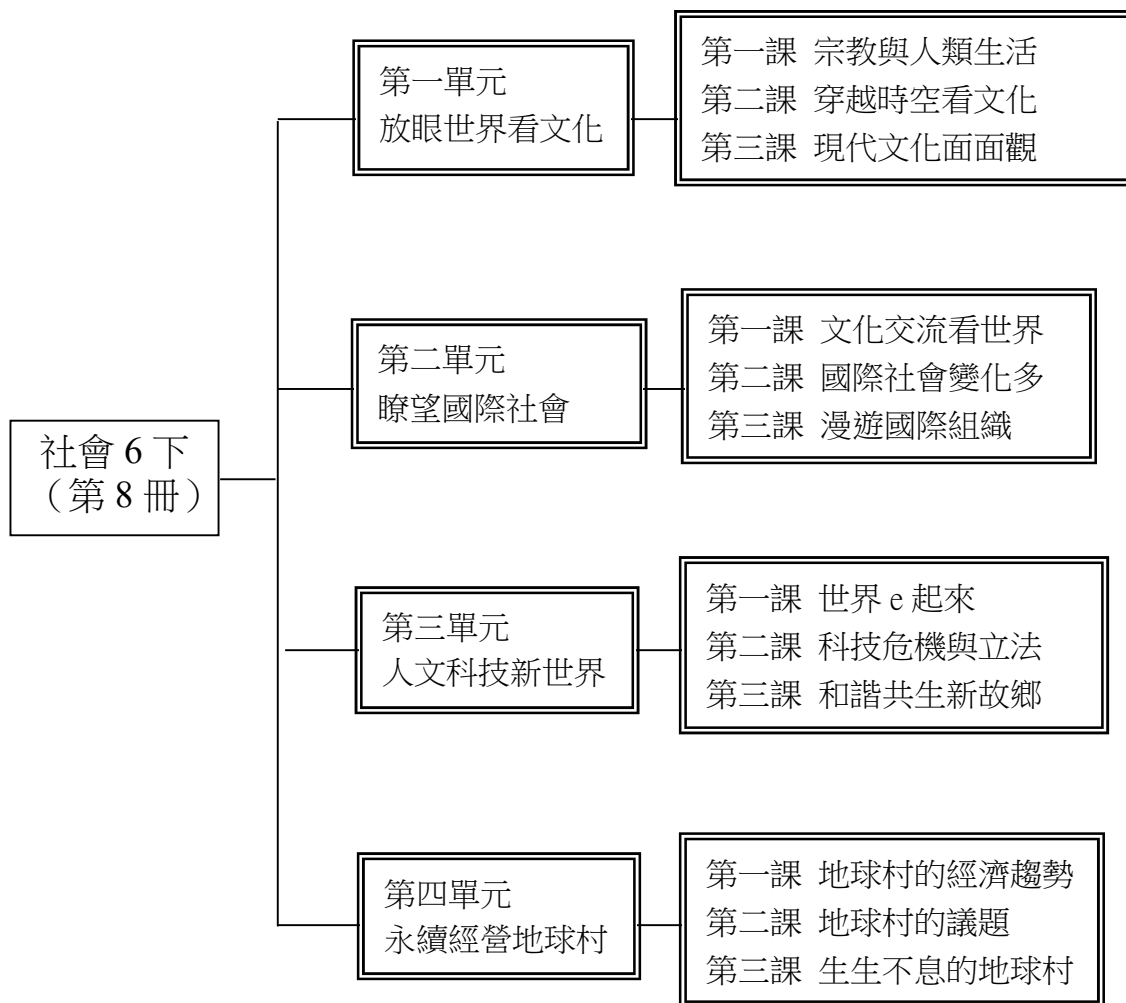 社會 6 下
（第 8 冊）
第一單元
放眼世界看文化
第一課 宗教與人類生活
第二課 穿越時空看文化
第三課 現代文化面面觀
第二單元
瞭望國際社會
第一課 文化交流看世界
第二課 國際社會變化多
第三課 漫遊國際組織
第三單元
人文科技新世界
第一課 世界 e 起來
第二課 科技危機與立法
第三課 和諧共生新故鄉
第四單元
永續經營地球村
第一課 地球村的經濟趨勢
第二課 地球村的議題
第三課 生生不息的地球村